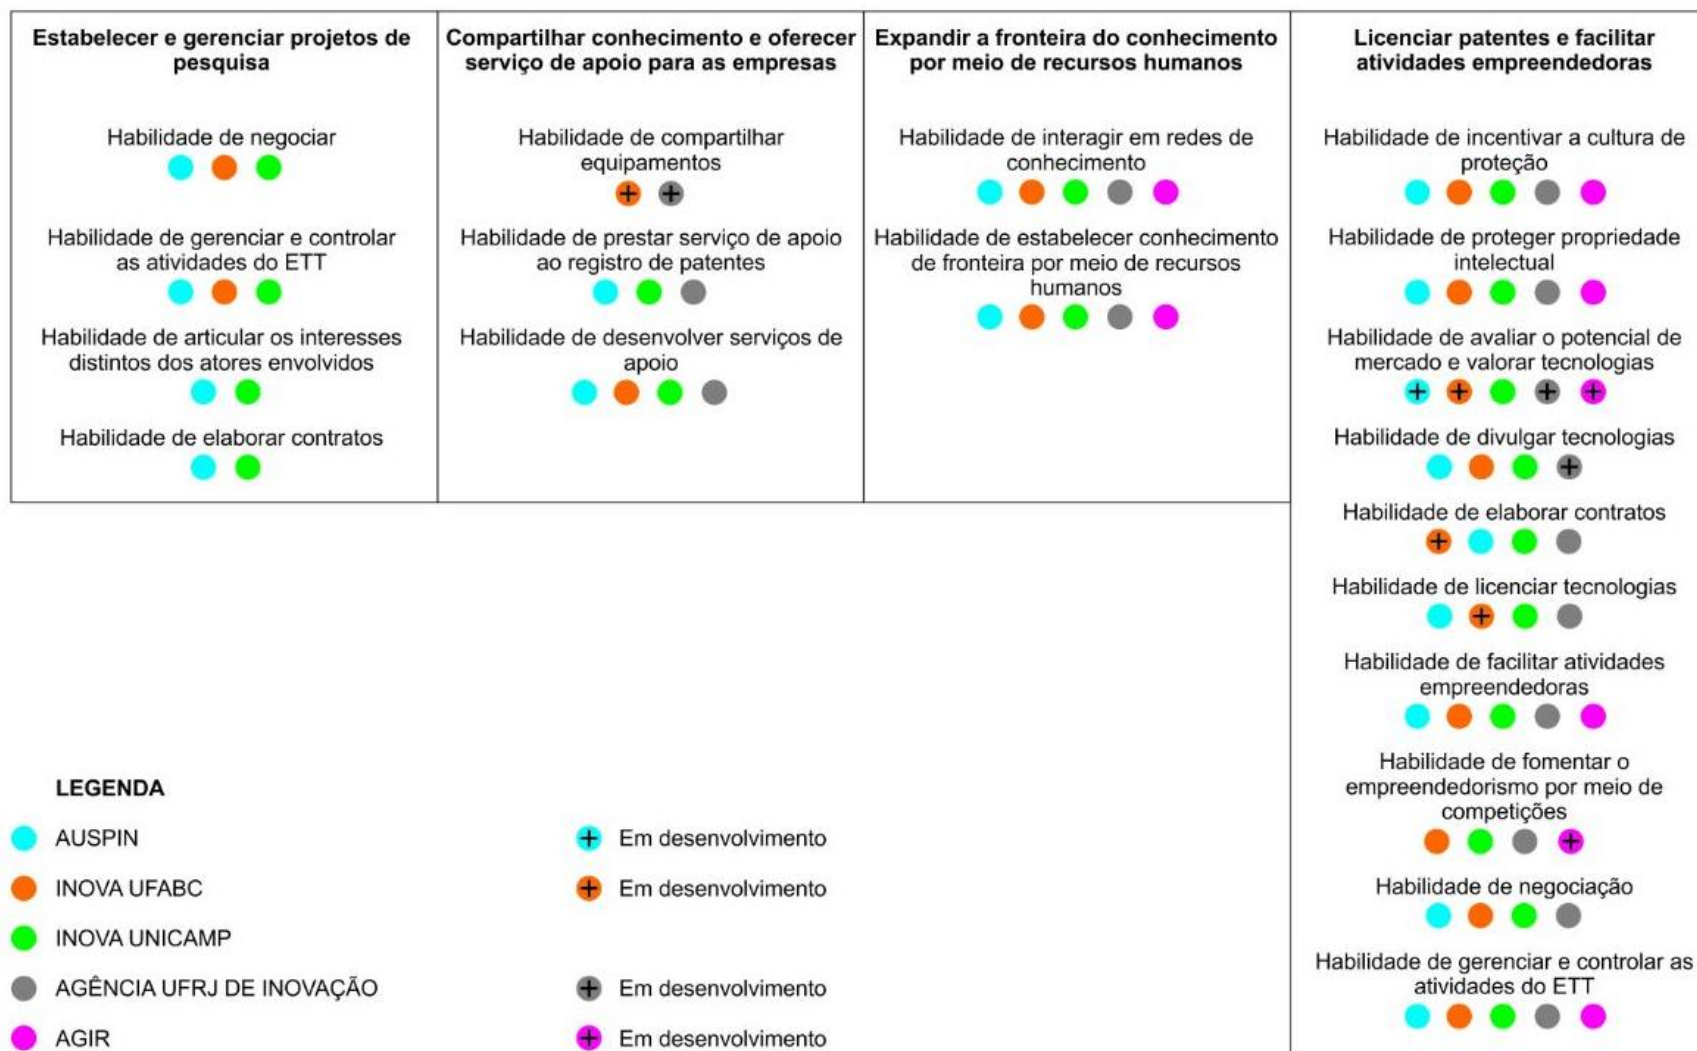 Estabelecer e gerenciar projetos de
pesquisa
Habilidade de negociar
Habilidade de gerenciar e controlar
as atividades do ETT
Habilidade de articular os interesses
distintos dos atores envolvidos
Habilidade de elaborar contratos
Compartilhar conhecimento e oferecer
serviço de apoio para as empresas
Habilidade de compartilhar
equipamentos
+ +
Habilidade de prestar serviço de apoio
ao registro de patentes
Habilidade de desenvolver serviços de
apoio
Expandir a fronteira do conhecimento
por meio de recursos humanos
Habilidade de interagir em redes de
conhecimento
Habilidade de estabelecer conhecimento
de fronteira por meio de recursos
humanos
Licenciar patentes e facilitar
atividades empreendedoras
Habilidade de incentivar a cultura de
proteção
Habilidade de proteger propriedade
intelectual
Habilidade de avaliar o potencial de
mercado e valorar tecnologias
+ + + +
Habilidade de divulgar tecnologias
+
Habilidade de elaborar contratos
+
Habilidade de licenciar tecnologias
+
Habilidade de facilitar atividades
empreendedoras
Habilidade de fomentar o
empreendedorismo por meio de
competições
+
Habilidade de negociação
Habilidade de gerenciar e controlar as
atividades do ETT
LEGENDA
AUSPIN
+ Em desenvolvimento
INOVA UFABC
+ Em desenvolvimento
INOVA UNICAMP
AGÊNCIA UFRJ DE INOVAÇÃO
+ Em desenvolvimento
AGIR
+ Em desenvolvimento